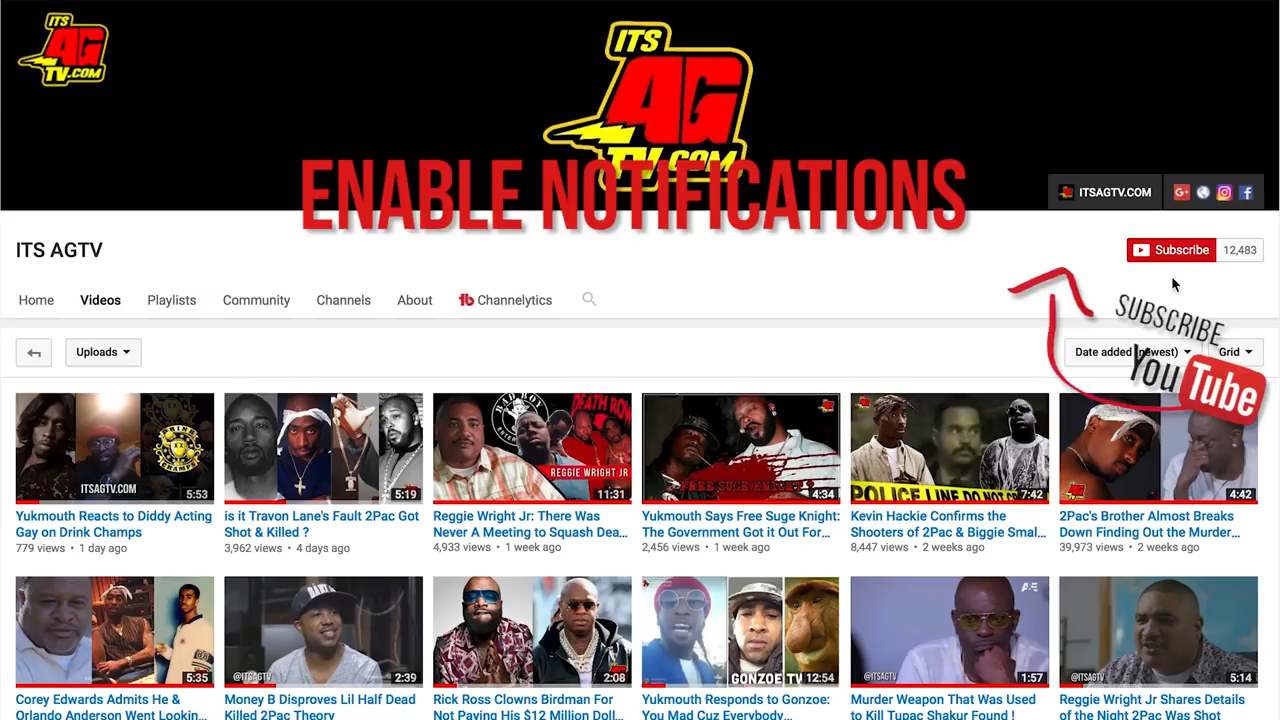 ITS
AG
TV.COM
ITS
AG
TV.COM
ENABLE NOTIFICATIONS
ITSAGTV.COM
ITS AGTV
Subscribe 12,483
Home Videos Playlists Community Channels About Channelytics
SUBSCRIBE
YouTube
Uploads
Date added (newest) Grid
ITSAGTV.COM
5:53
5:19
BAD BOY
DEATH ROW
REGGIE WRIGHT JR
11:31
FREE SUGE KNIGHT?
4:34
POLICE LINE DO NOT
7:42
4:42
Yukmouth Reacts to Diddy Acting
Gay on Drink Champs
779 views • 1 day ago
is it Travon Lane's Fault 2Pac Got
Shot & Killed ?
3,962 views • 4 days ago
Reggie Wright Jr: There Was
Never A Meeting to Squash Dea...
4,933 views • 1 week ago
Yukmouth Says Free Suge Knight:
The Government Got it Out For...
2,456 views • 1 week ago
Kevin Hackie Confirms the
Shooters of 2Pac & Biggie Smal...
8,447 views • 2 weeks ago
2Pac's Brother Almost Breaks
Down Finding Out the Murder...
39,973 views • 2 weeks ago
5:35
@ITSAGTV
2:39
2:08
GONZOE TV
12:54
A&E
@ITSAGTV
1:57
@ITSAGTV
5:14
Corey Edwards Admits He &
Orlando Anderson Went Lookin...
Money B Disproves Lil Half Dead
Killed 2Pac Theory
Rick Ross Clowns Birdman For
Not Paying His $12 Million Doll...
Yukmouth Responds to Gonzoe:
You Mad Cuz Everybody...
Murder Weapon That Was Used
to Kill Tupac Shakur Found !
Reggie Wright Jr Shares Details
of the Night 2Pac Was Shot